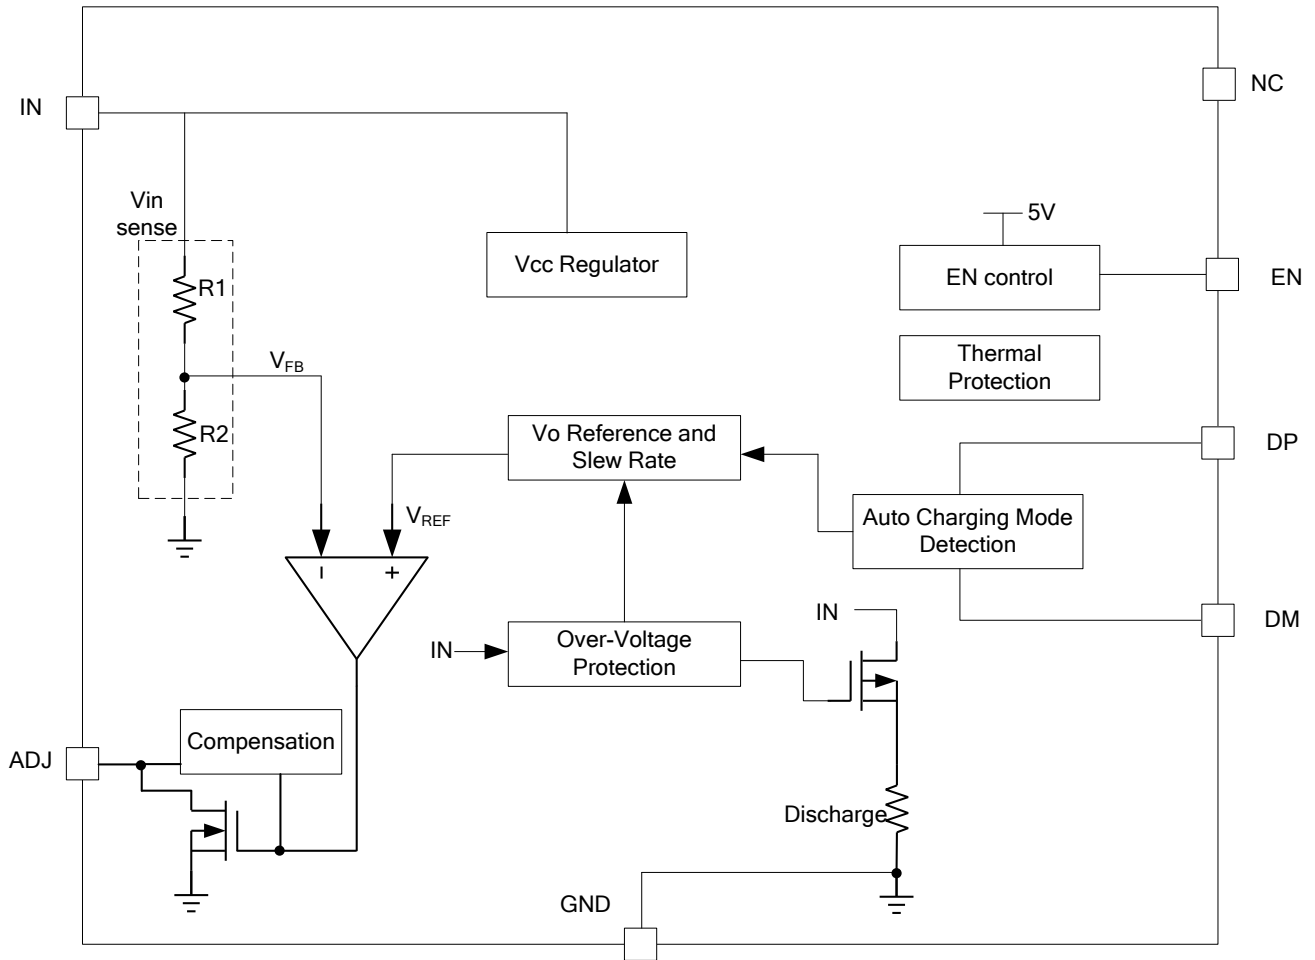 NC
IN
Vin
sense
5V
Vcc Regulator
EN control
EN
R1
Thermal
Protection
VFB
R2
Vo Reference and
Slew Rate
DP
VREF
Auto Charging Mode
Detection
- +
IN
DM
IN
Over-Voltage
Protection
Compensation
ADJ
Discharge
GND